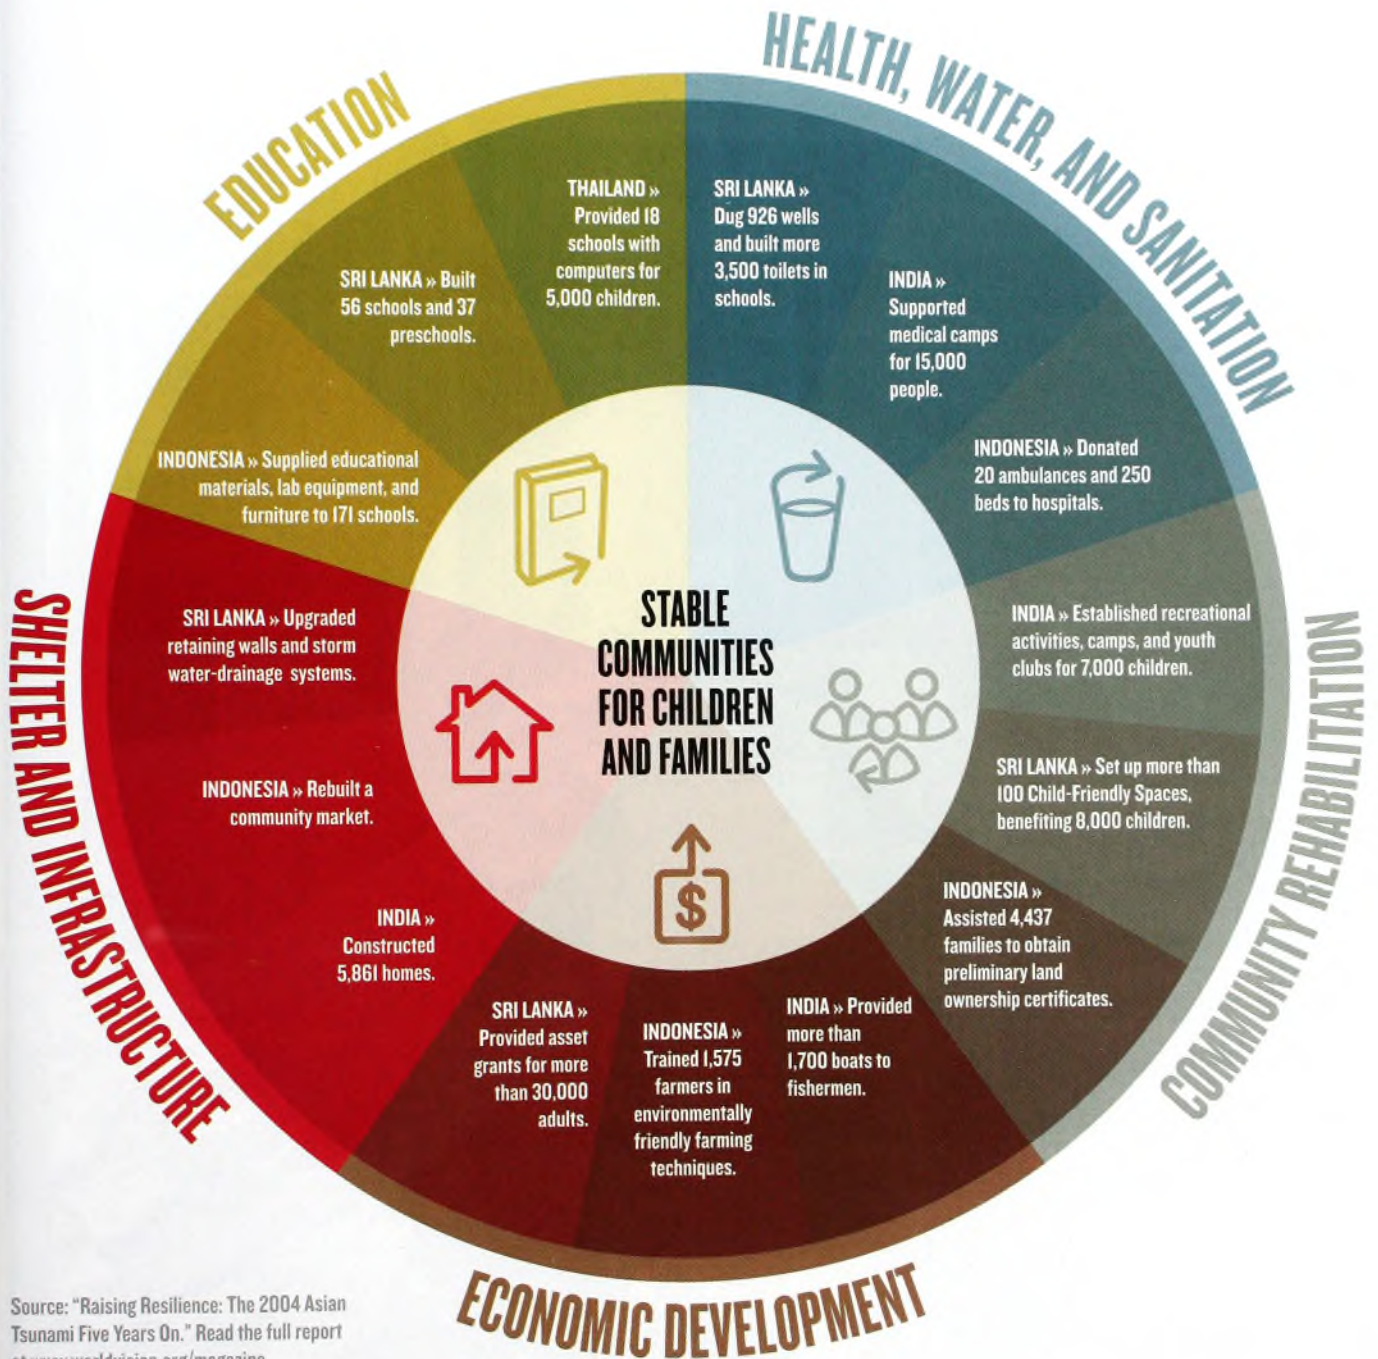 EDUCATION
THAILAND »
Provided 18
schools with
computers for
5,000 children.
SRI LANKA » Built
56 schools and 37
preschools.
INDONESIA » Supplied educational
materials, lab equipment, and
furniture to 171 schools.
HEALTH, WATER, AND SANITATION
SRI LANKA »
Dug 926 wells
and built more
3,500 toilets in
schools.
INDIA »
Supported
medical camps
for 15,000
people.
INDONESIA » Donated
20 ambulances and 250
beds to hospitals.
COMMUNITY REHABILITATION
INDIA » Established recreational
activities, camps, and youth
clubs for 7,000 children.
SRI LANKA » Set up more than
100 Child-Friendly Spaces,
benefiting 8,000 children.
INDONESIA »
Assisted 4,437
families to obtain
preliminary land
ownership certificates.
ECONOMIC DEVELOPMENT
INDIA » Provided
more than
1,700 boats to
fishermen.
INDONESIA »
Trained 1,575
farmers in
environmentally
friendly farming
techniques.
SRI LANKA »
Provided asset
grants for more
than 30,000
adults.
SHELTER AND INFRASTRUCTURE
SRI LANKA » Upgraded
retaining walls and storm
water-drainage systems.
INDONESIA » Rebuilt a
community market.
INDIA »
Constructed
5,861 homes.
STABLE
COMMUNITIES
FOR CHILDREN
AND FAMILIES
$
Source: "Raising Resilience: The 2004 Asian
Tsunami Five Years On." Read the full report
at www.worldvision.org/magazine